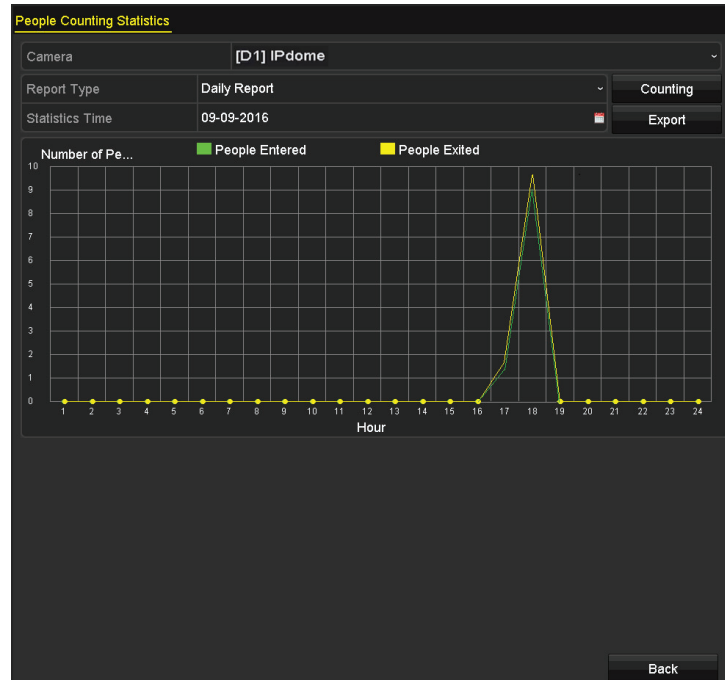 People Counting Statistics
Camera [D1] IPdome
Report Type Daily Report Counting
Statistics Time 09-09-2016 Export
Number of Pe... People Entered People Exited
10
9
8
7
6
5
4
3
2
1
0
1 2 3 4 5 6 7 8 9 10 11 12 13 14 15 16 17 18 19 20 21 22 23 24
Hour
Back